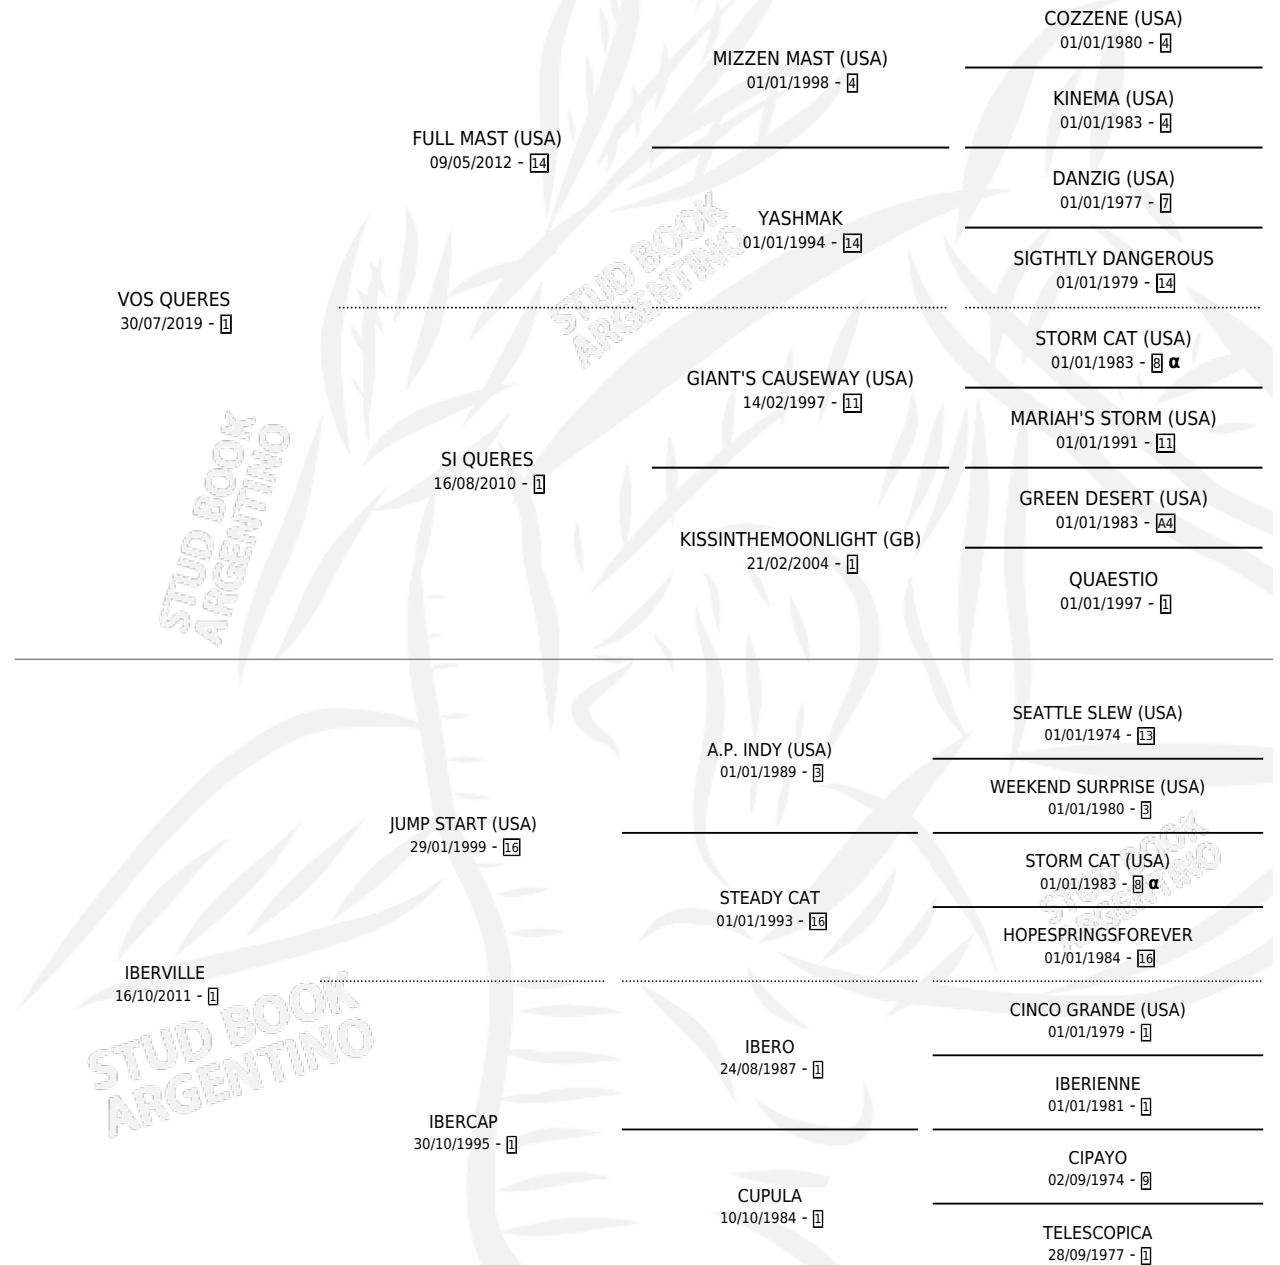 COZZENE (USA)
01/01/1980 - 4
MIZZEN MAST (USA)
01/01/1998 - 4
KINEMA (USA)
01/01/1983 - 4
FULL MAST (USA)
09/05/2012 - 14
DANZIG (USA)
01/01/1977 - 7
YASHMAK
01/01/1994 - 14
SIGTHTLY DANGEROUS
01/01/1979 - 14
VOS QUERES
30/07/2019 - 1
STORM CAT (USA)
01/01/1983 - 8 α
GIANT'S CAUSEWAY (USA)
14/02/1997 - 11
MARIAH'S STORM (USA)
01/01/1991 - 11
SI QUERES
16/08/2010 - 1
GREEN DESERT (USA)
01/01/1983 - A4
KISSINTHEMOONLIGHT (GB)
21/02/2004 - 1
QUAESTIO
01/01/1997 - 1
STUD BOOK
ARGENTINO
STUD BOOK
ARGENTINO
SEATTLE SLEW (USA)
01/01/1974 - 13
A.P. INDY (USA)
01/01/1989 - 3
WEEKEND SURPRISE (USA)
01/01/1980 - 3
JUMP START (USA)
29/01/1999 - 16
STORM CAT (USA)
01/01/1983 - 8 α
STEADY CAT
01/01/1993 - 16
HOPESPRINGSFOREVER
01/01/1984 - 16
IBERVILLE
16/10/2011 - 1
CINCO GRANDE (USA)
01/01/1979 - 1
IBERO
24/08/1987 - 1
IBERIENNE
01/01/1981 - 1
IBERCAP
30/10/1995 - 1
CIPAYO
02/09/1974 - 9
CUPULA
10/10/1984 - 1
TELESCOPICA
28/09/1977 - 1
STUD BOOK
ARGENTINO
STUD BOOK
ARGENTINO